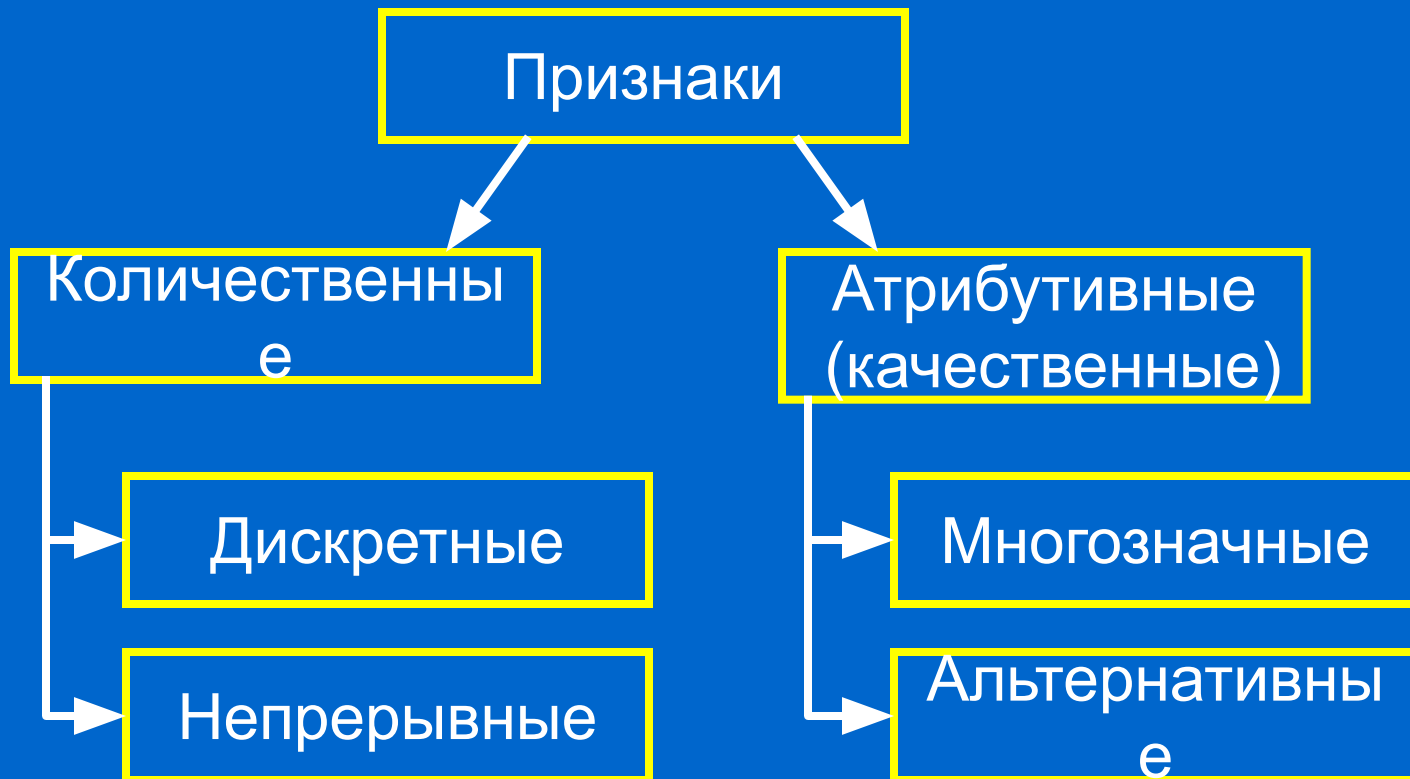 Признаки
Количественны
е
Атрибутивные
(качественные)
Дискретные
Многозначные
Непрерывные
Альтернативны
е